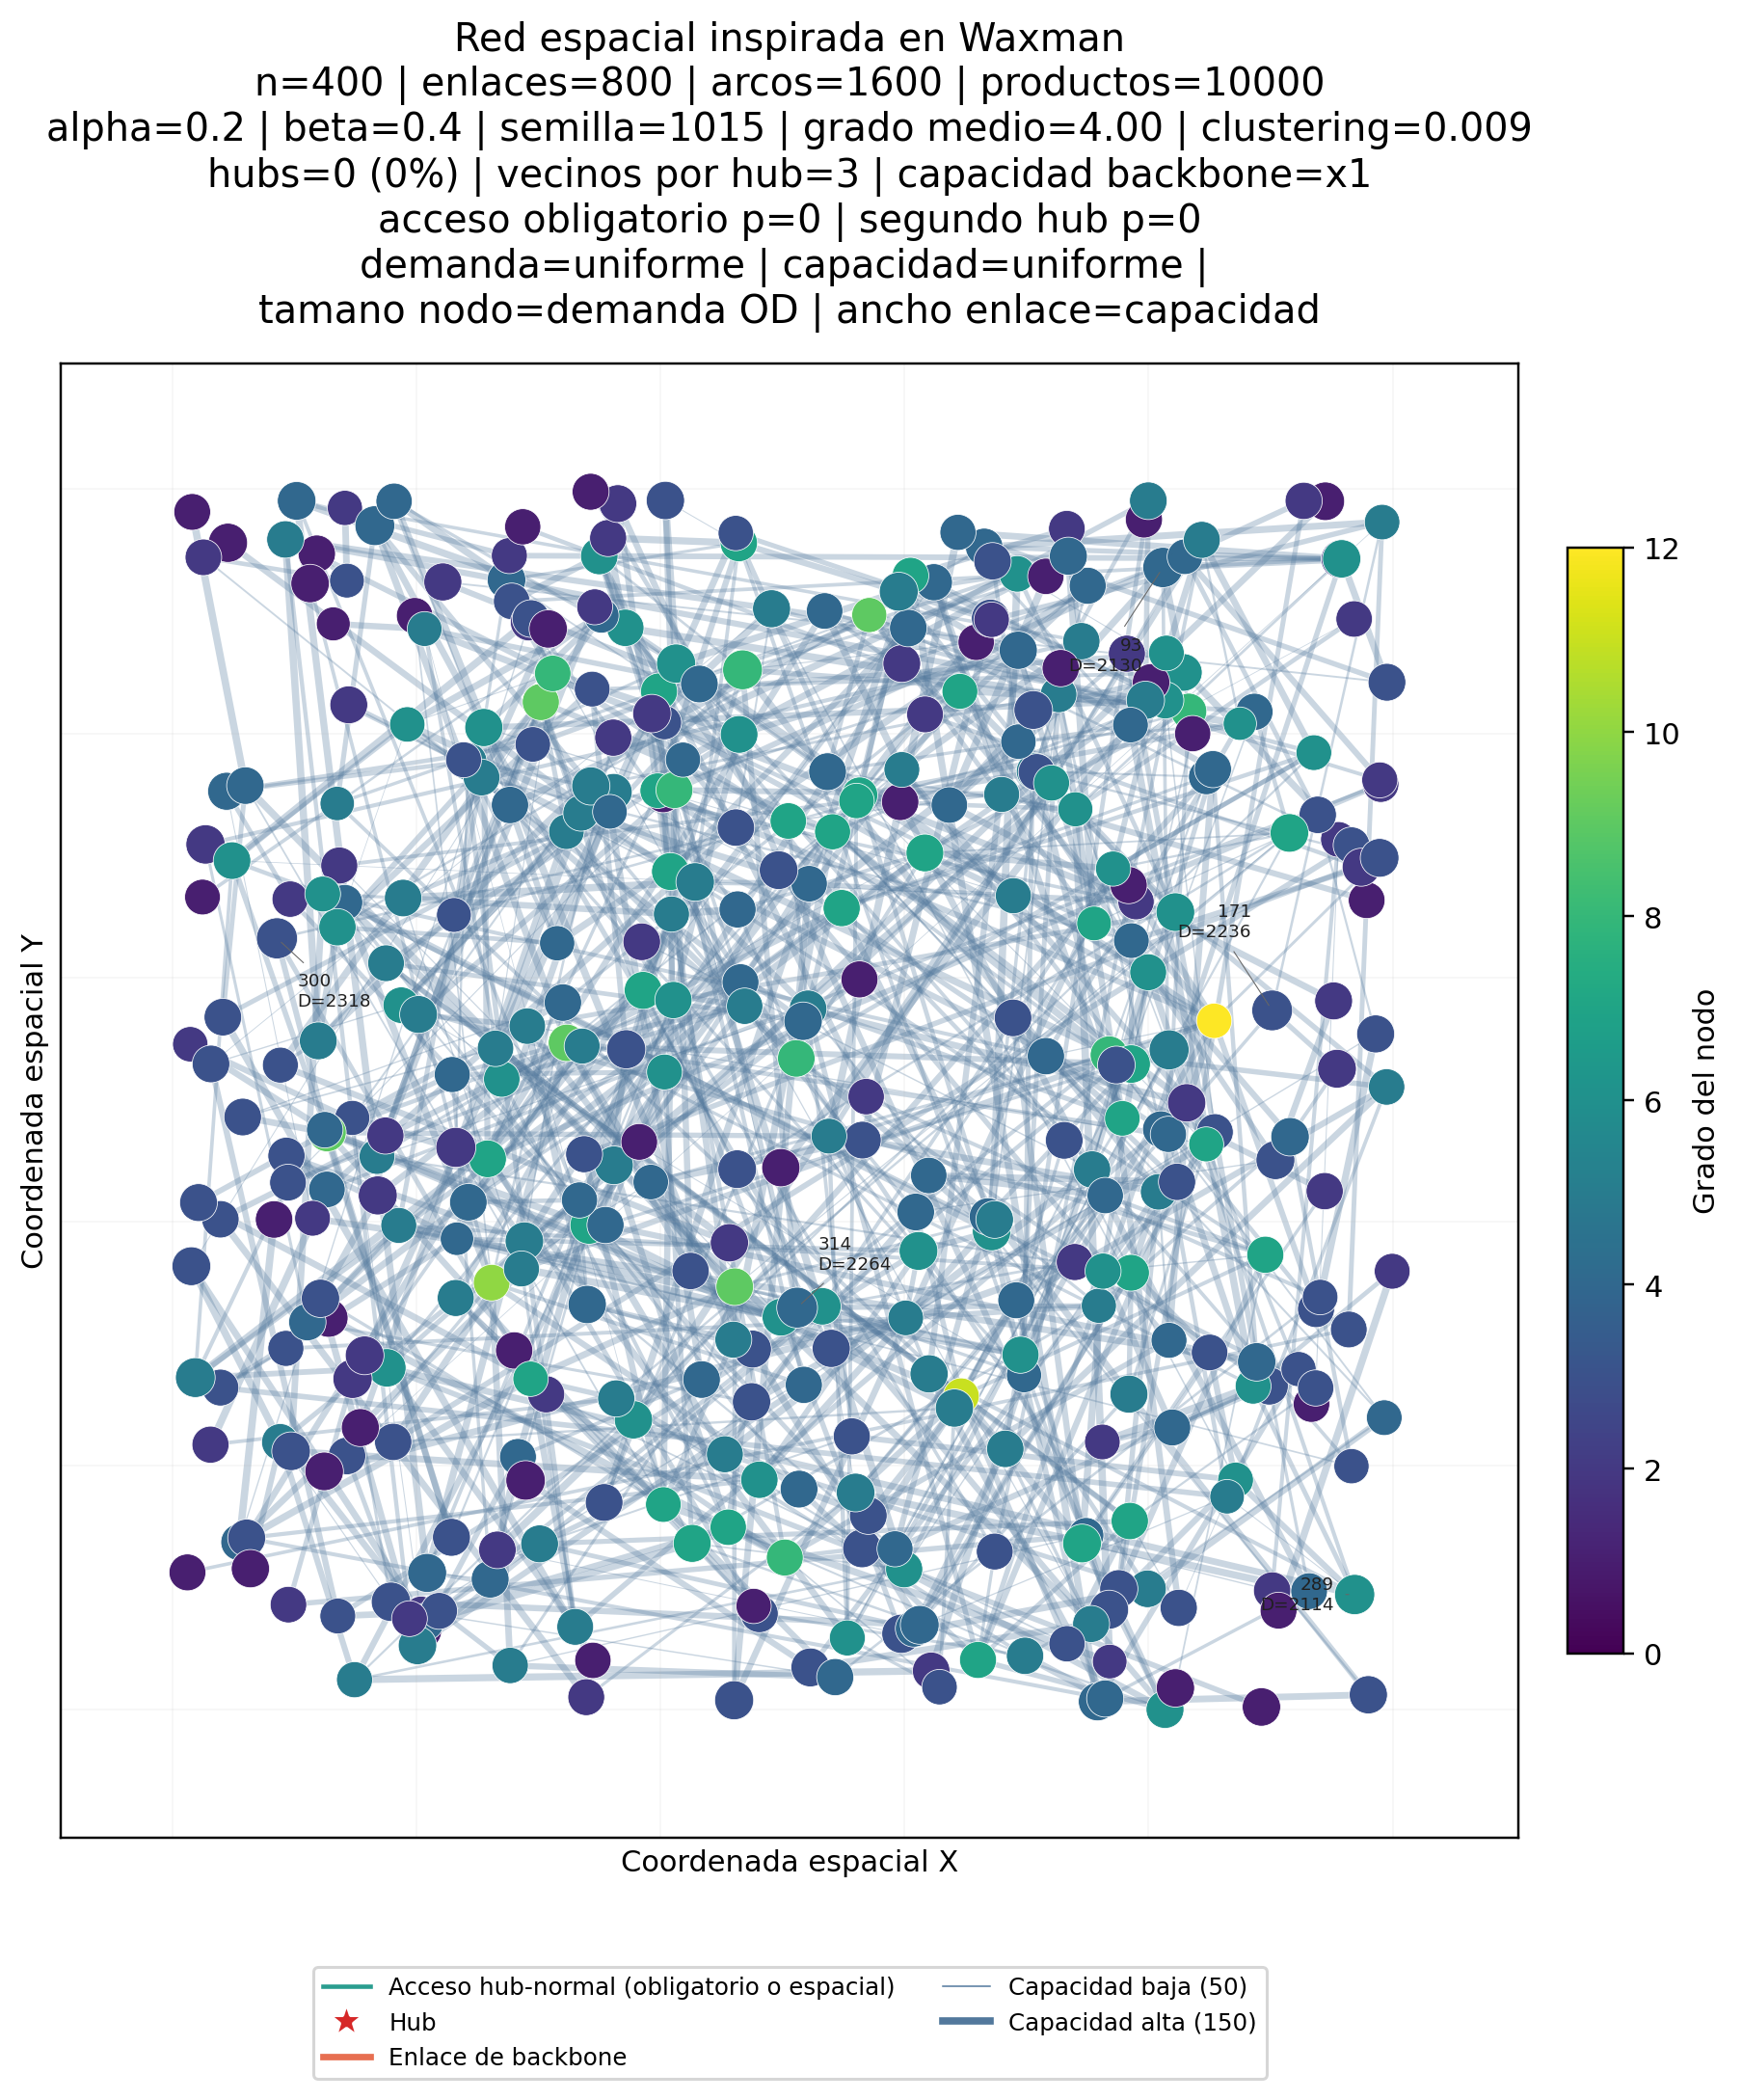 Red espacial inspirada en Waxman
n=400 | enlaces=800 | arcos=1600 | productos=10000
alpha=0.2 | beta=0.4 | semilla=1015 | grado medio=4.00 | clustering=0.009
hubs=0 (0%) | vecinos por hub=3 | capacidad backbone=x1
acceso obligatorio p=0 | segundo hub p=0
demanda=uniforme | capacidad=uniforme |
tamano nodo=demanda OD | ancho enlace=capacidad
Coordenada espacial Y
93
D=2130
171
D=2236
300
D=2318
314
D=2264
289
D=2114
Coordenada espacial X
12
10
8
6
4
2
0
Grado del nodo
Acceso hub-normal (obligatorio o espacial)
Hub
Enlace de backbone
Capacidad baja (50)
Capacidad alta (150)